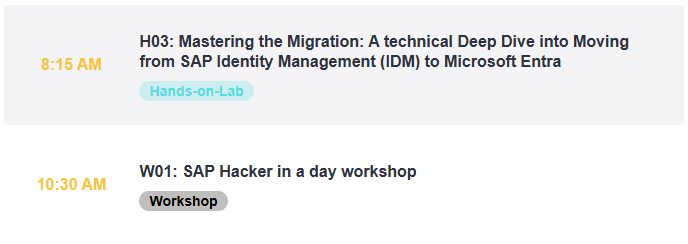 8:15 AM
H03: Mastering the Migration: A technical Deep Dive into Moving
from SAP Identity Management (IDM) to Microsoft Entra
Hands-on-Lab
10:30 AM
W01: SAP Hacker in a day workshop
Workshop